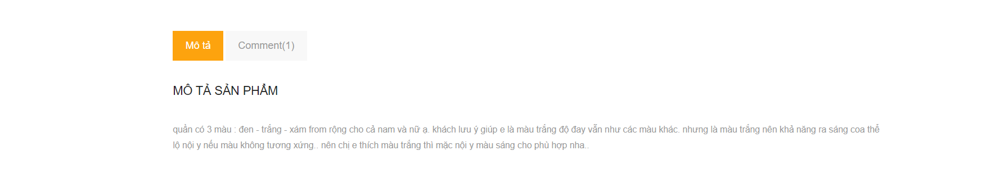 Mô tả
Comment(1)
MÔ TẢ SẢN PHẨM
quần có 3 màu : đen - trắng - xám from rộng cho cả nam và nữ ạ. khách lưu ý giúp e là màu trắng độ đay vẫn như các màu khác. nhưng là màu trắng nên khả năng ra sáng coa thể
lộ nội y nếu màu không tương xứng.. nên chị e thích màu trắng thì mặc nội y màu sáng cho phù hợp nha..